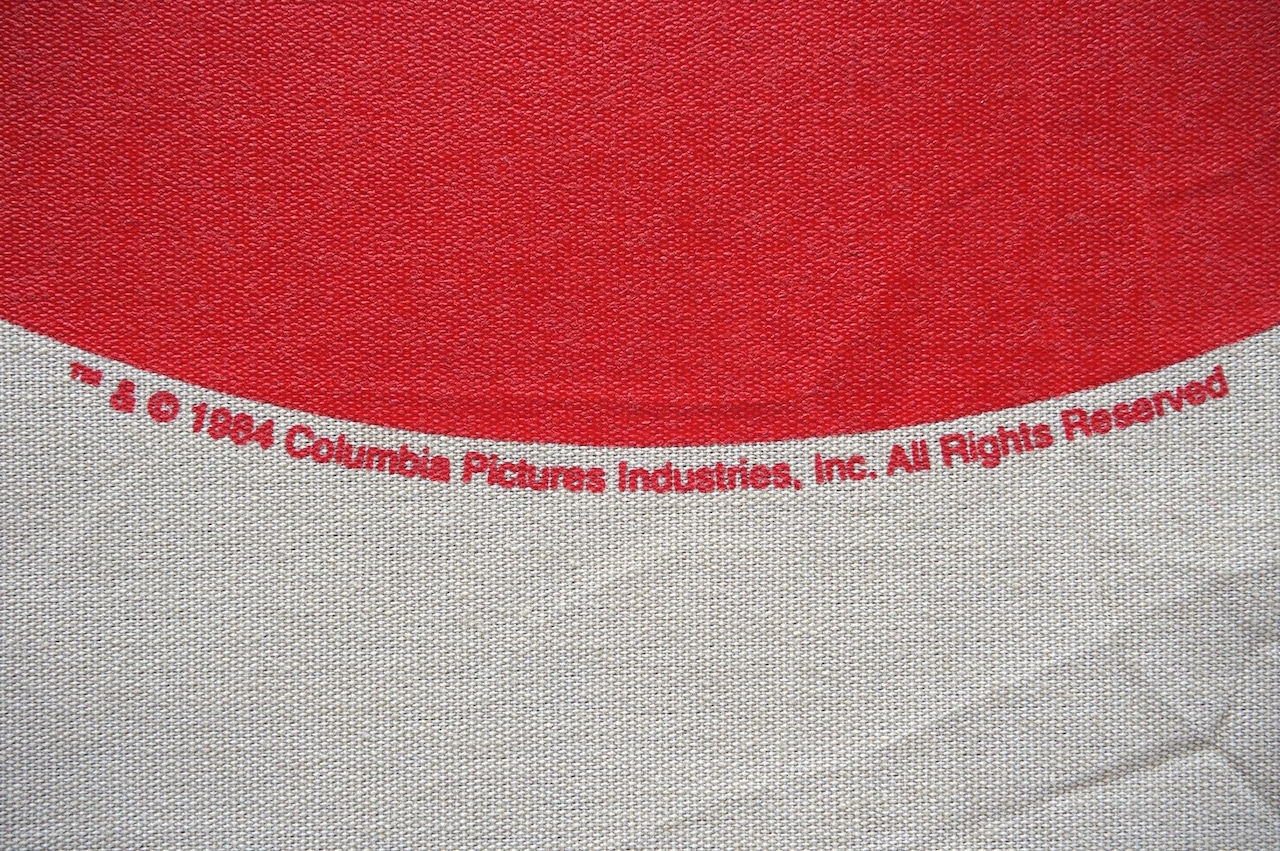 ™ & © 1984 Columbia Pictures Industries, Inc. All Rights Reserved